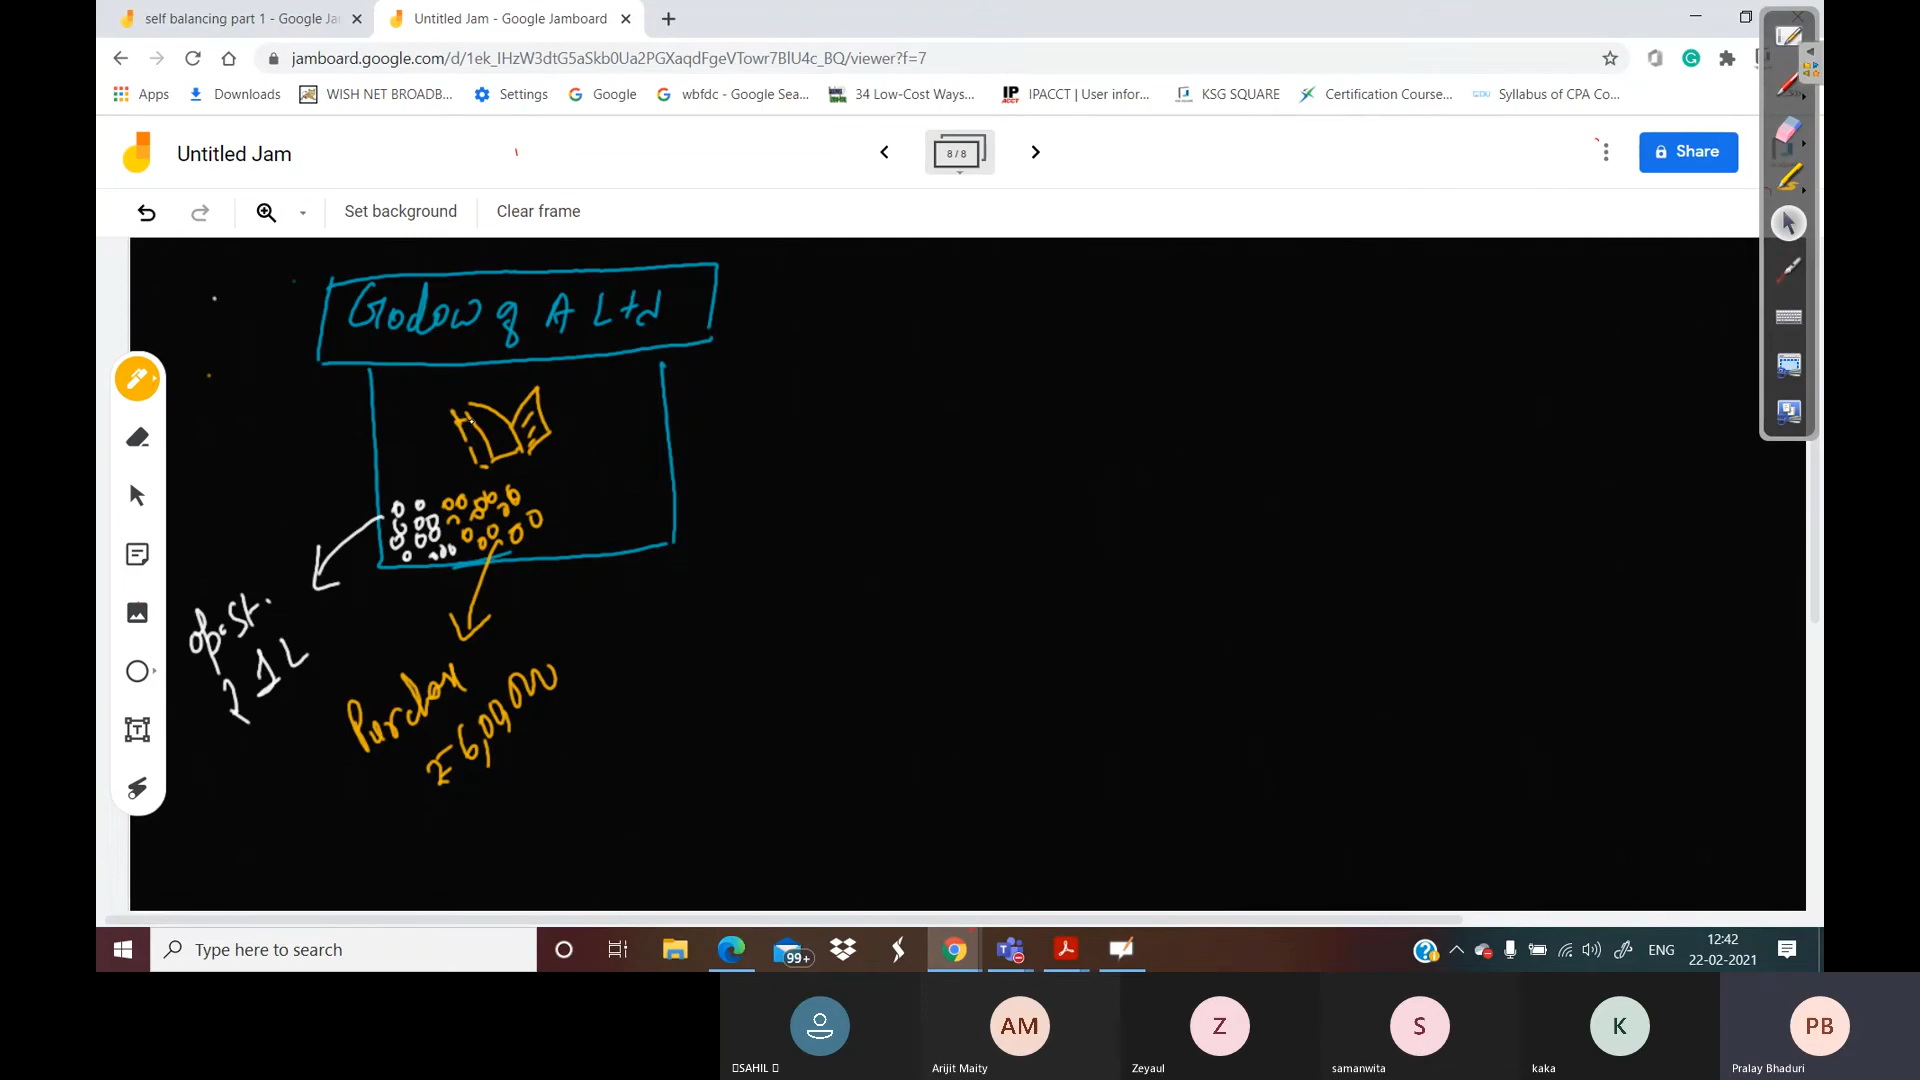 self balancing part 1 - Google Ja
Untitled Jam - Google Jamboard
jamboard.google.com/d/1ek_IHzW3dtG5aSkb0Ua2PGXaqdFgeVTowr7BlU4c_BQ/viewer?f=7
Apps
Downloads
WISH NET BROADB...
Settings
Google
wbfdc - Google Sea...
34 Low-Cost Ways...
IPACCT | User infor...
KSG SQUARE
Certification Course...
Syllabus of CPA Co...
Untitled Jam
8 / 8
Share
Set background
Clear frame
Godow of A Ltd
op. st.
₹ 1L
Purchase
₹ 6,00,000
Type here to search
99+
ENG
12:42
22-02-2021
AM
Z
S
K
PB
SAHIL
Arijit Maity
Zeyaul
samanwita
kaka
Pralay Bhaduri